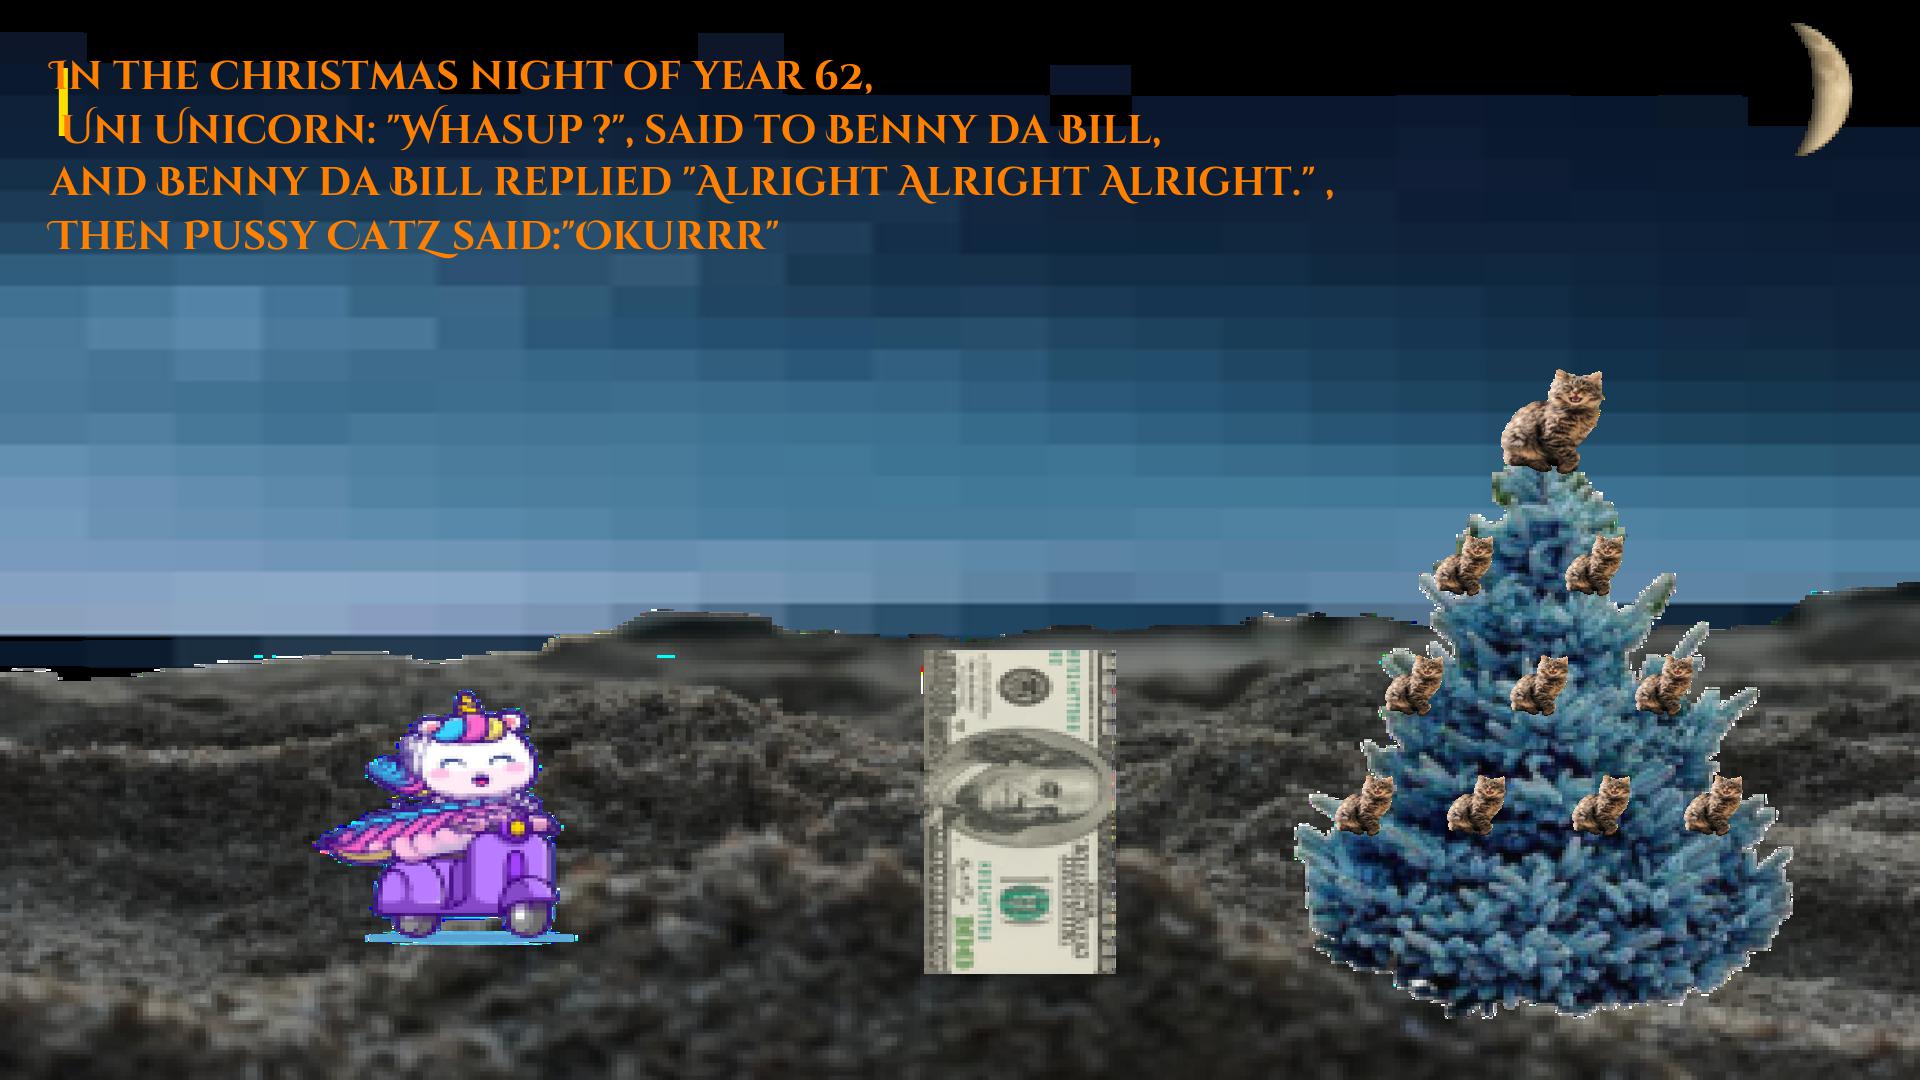 In the Christmas night of year 62,
Uni Unicorn: "Whasup ?", said to Benny da Bill,
and Benny da Bill replied "Alright Alright Alright." ,
Then Pussy Catz said:"Okurrr"